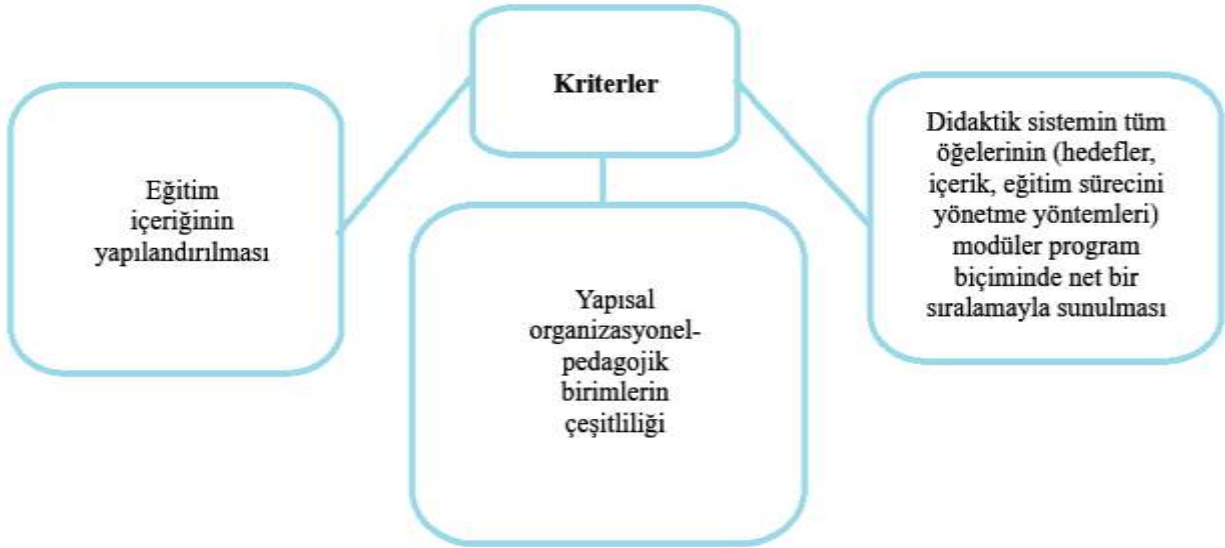 Kriterler
Eğitim
içeriğinin
yapılandırılması
Yapısal
organizasyonel-
pedagojik
birimlerin
çeşitliliği
Didaktik sistemin tüm
öğelerinin (hedefler,
içerik, eğitim sürecini
yönetme yöntemleri)
modüler program
biçiminde net bir
sıralamayla sunulması